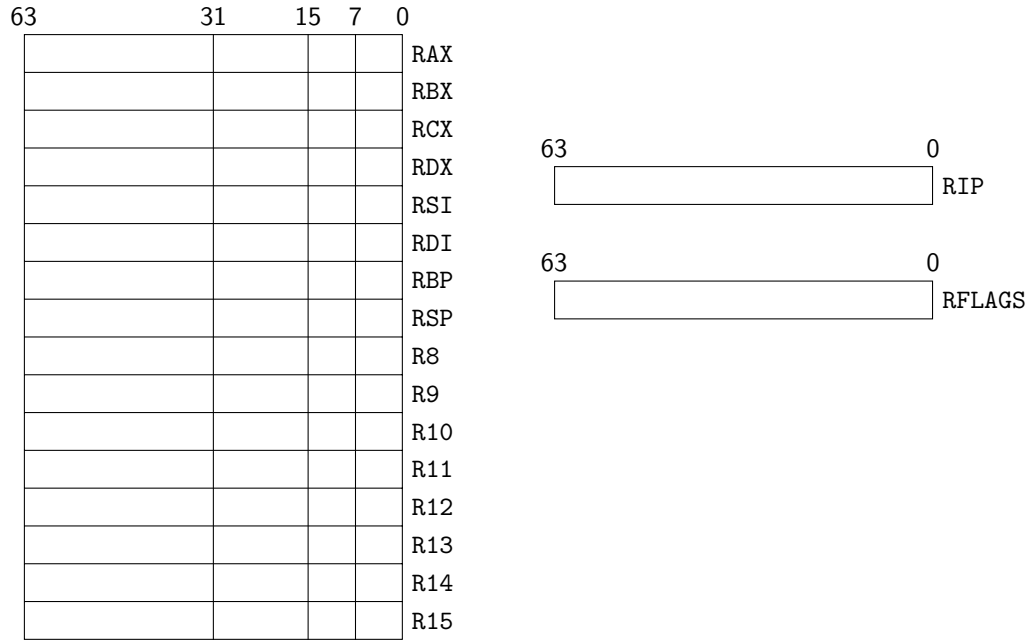 63 31 15 7 0
RAX
RBX
RCX
RDX
RSI
RDI
RBP
RSP
R8
R9
R10
R11
R12
R13
R14
R15
63 0
RIP
63 0
RFLAGS